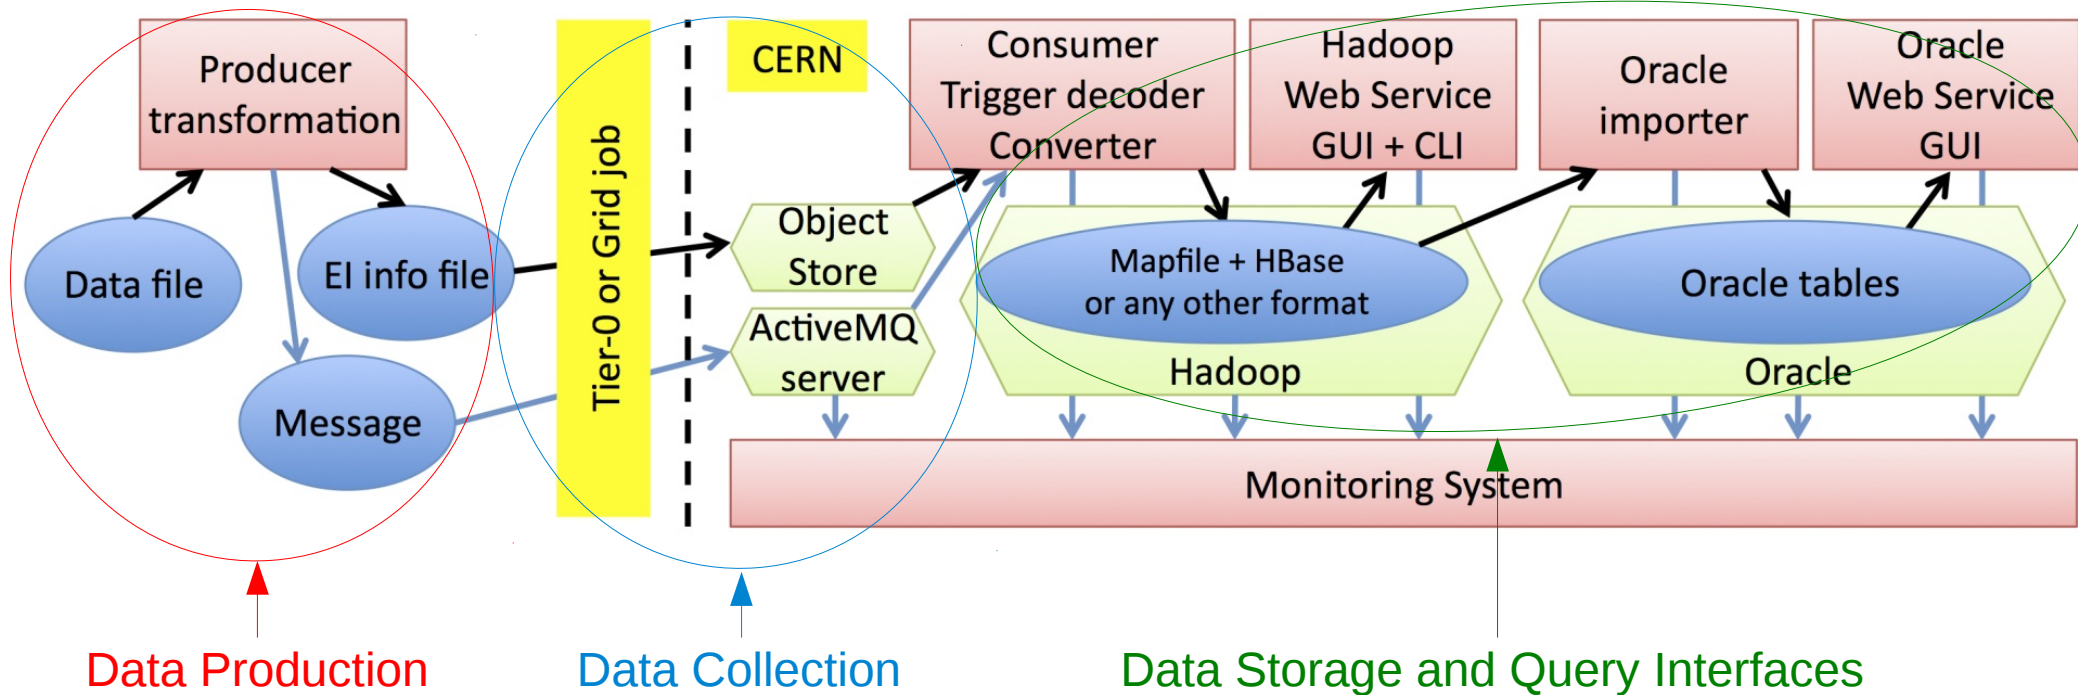 Producer
transformation
Data file
EI info file
Message
Tier-0 or Grid job
CERN
Object
Store
ActiveMQ
server
Consumer
Trigger decoder
Converter
Hadoop
Web Service
GUI + CLI
Oracle
importer
Oracle
Web Service
GUI
Mapfile + HBase
or any other format
Hadoop
Oracle tables
Oracle
Monitoring System
Data Production
Data Collection
Data Storage and Query Interfaces